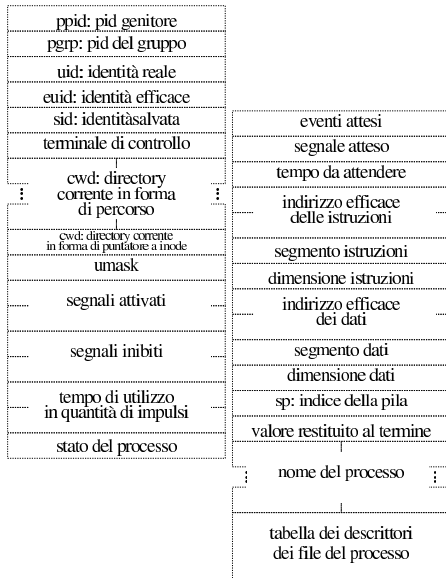 ppid: pid genitore
pgrp: pid del gruppo
uid: identità reale
euid: identità efficace
sid: identitàsalvata
terminale di controllo
cwd: directory
corrente in forma
di percorso
cwd: directory corrente
in forma di puntatore a inode
umask
segnali attivati
segnali inibiti
tempo di utilizzo
in quantità di impulsi
stato del processo
eventi attesi
segnale atteso
tempo da attendere
indirizzo efficace
delle istruzioni
segmento istruzioni
dimensione istruzioni
indirizzo efficace
dei dati
segmento dati
dimensione dati
sp: indice della pila
valore restituito al termine
nome del processo
tabella dei descrittori
dei file del processo